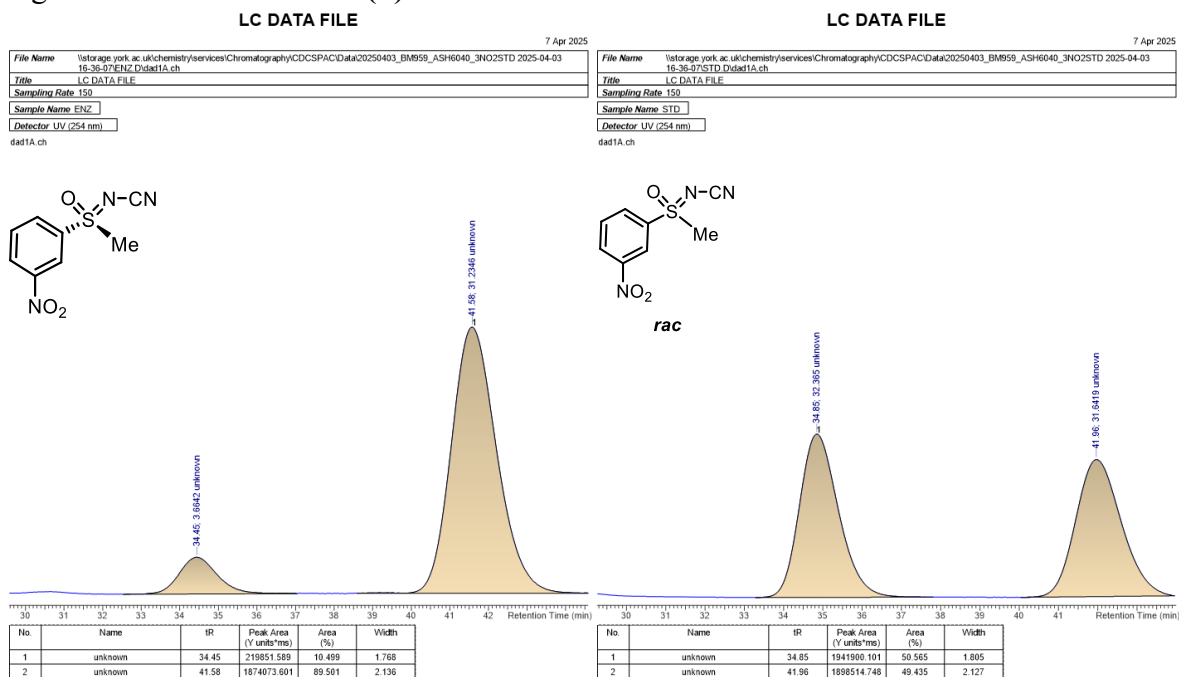 LC DATA FILE
7 Apr 2025
File Name \\storage.york.ac.uk\chemistry\services\Chromatography\CDCSPAC\Data\20250403_BM959_ASH6040_3NO2STD 2025-04-03
16-36-07\ENZ.D\dad1A.ch
Title LC DATA FILE
Sampling Rate 150
Sample Name ENZ
Detector UV (254 nm)
dad1A.ch
O
N-CN
S
Me
NO2
34.45; 3.6642 unknown
41.58; 31.2346 unknown
30 31 32 33 34 35 36 37 38 39 40 41 42 Retention Time (min)
No. Name tR Peak Area (Y units*ms) Area (%) Width
1 unknown 34.45 219851.589 10.499 1.768
2 unknown 41.58 1874073.601 89.501 2.136
LC DATA FILE
7 Apr 2025
File Name \\storage.york.ac.uk\chemistry\services\Chromatography\CDCSPAC\Data\20250403_BM959_ASH6040_3NO2STD 2025-04-03
16-36-07\STD.D\dad1A.ch
Title LC DATA FILE
Sampling Rate 150
Sample Name STD
Detector UV (254 nm)
dad1A.ch
O
N-CN
S
Me
NO2
rac
34.85; 32.365 unknown
41.96; 31.6419 unknown
30 31 32 33 34 35 36 37 38 39 40 41 Retention Time (min)
No. Name tR Peak Area (Y units*ms) Area (%) Width
1 unknown 34.85 1941900.101 50.565 1.805
2 unknown 41.96 1898514.748 49.435 2.127